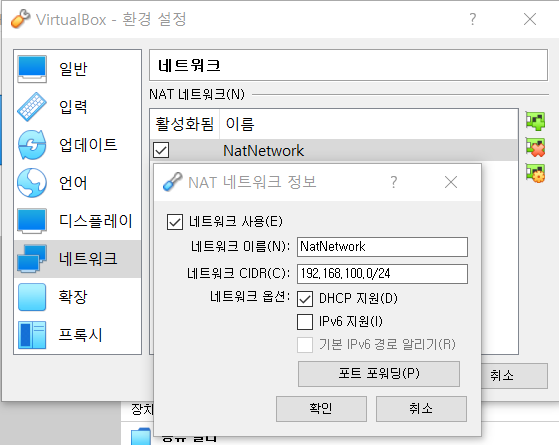 VirtualBox - 환경 설정
일반
입력
업데이트
언어
디스플레이
네트워크
확장
프록시
네트워크
NAT 네트워크(N)
활성화됨 이름
NatNetwork
NAT 네트워크 정보
네트워크 사용(E)
네트워크 이름(N): NatNetwork
네트워크 CIDR(C): 192,168,100,0/24
네트워크 옵션: DHCP 지원(D)
IPv6 지원(I)
기본 IPv6 경로 알리기(R)
포트 포워딩(P)
확인 취소
취소
장치